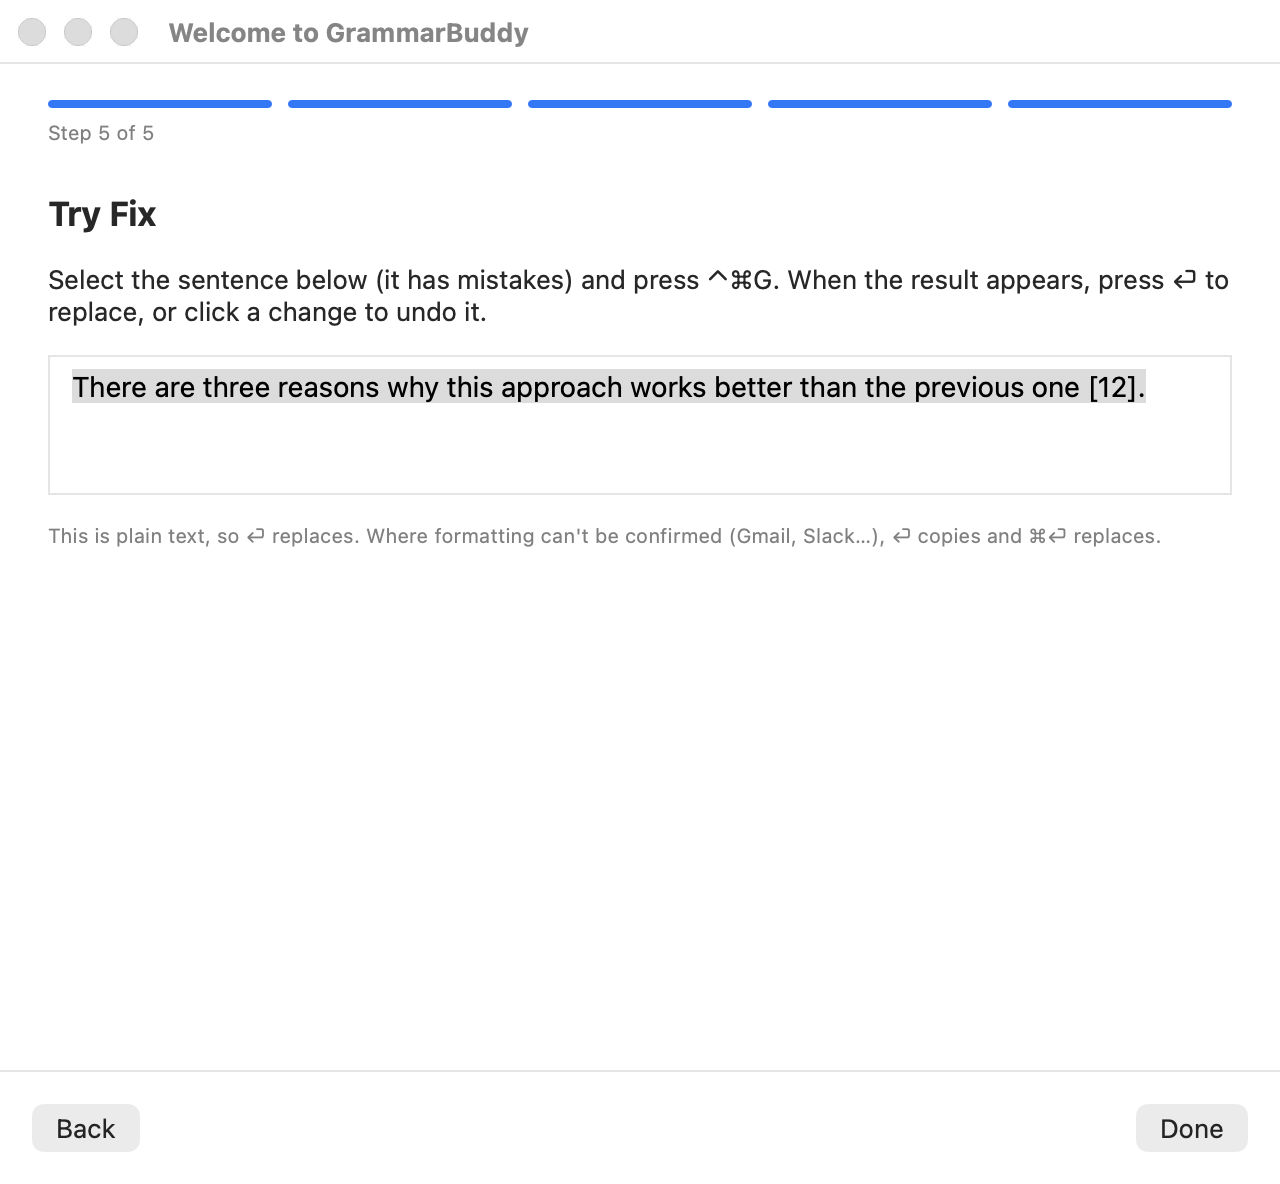 Welcome to GrammarBuddy
Step 5 of 5
Try Fix
Select the sentence below (it has mistakes) and press ^⌘G. When the result appears, press ⏎ to
replace, or click a change to undo it.
There are three reasons why this approach works better than the previous one [12].
This is plain text, so ⏎ replaces. Where formatting can't be confirmed (Gmail, Slack…), ⏎ copies and ⌘⏎ replaces.
Back
Done